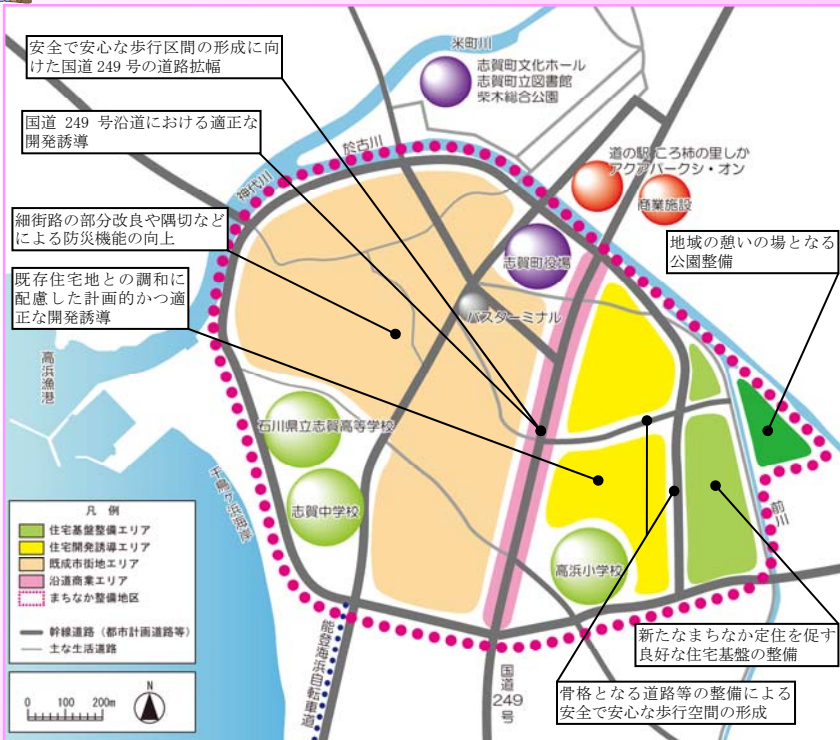 安全で安心な歩行区間の形成に向
けた国道249号の道路拡幅
国道 249 号沿道における適正な
開発誘導
細街路の部分改良や隅切などに
よる防災機能の向上
既存住宅地との調和に
配慮した計画的かつ適
正な開発誘導
米町川
志賀町文化ホール
志賀町立図書館
柴木総合公園
於古川
神代川
道の駅 ころ柿の里しか
アクアパークシ・オン
商業施設
地域の憩いの場となる
公園整備
志賀町役場
バスターミナル
高浜漁港
石川県立志賀高等学校
千鳥ヶ浜海岸
志賀中学校
高浜小学校
前川
凡 例
住宅基盤整備エリア
住宅開発誘導エリア
既成市街地エリア
沿道商業エリア
まちなか整備地区
幹線道路（都市計画道路等）
主な生活道路
0 100 200m
N
能登海浜自転車道
国道
249
号
新たなまちなか定住を促す
良好な住宅基盤の整備
骨格となる道路等の整備による
安全で安心な歩行空間の形成